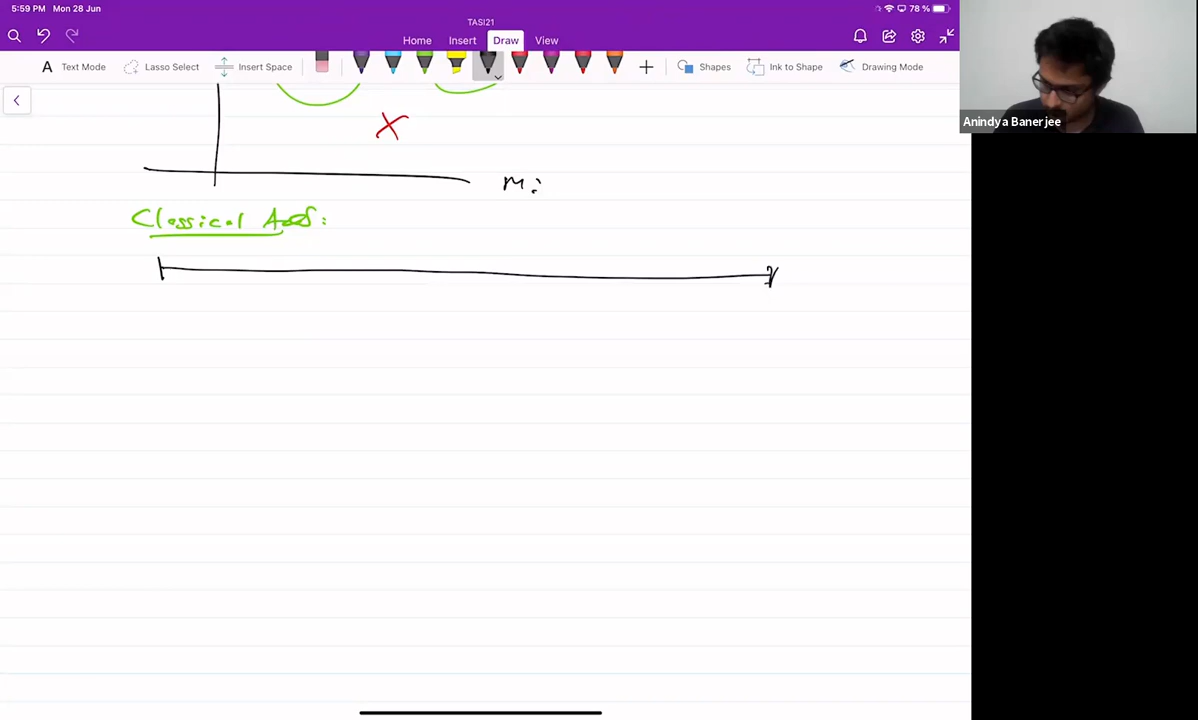 5:59 PM Mon 28 Jun
78 %
TASI21
Home Insert Draw View
A Text Mode Lasso Select Insert Space Shapes Ink to Shape Drawing Mode
Anindya Banerjee
X
Classical